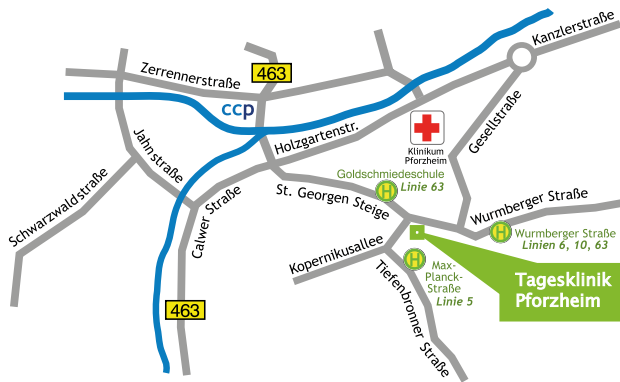 Kanzlerstraße
Zerrennerstraße
463
ccp
Holzgartenstr.
Gesellstraße
Klinikum
Pforzheim
Jahnstraße
Goldschmiedeschule
Linie 63
Schwarzwaldstraße
Calwer Straße
St. Georgen Steige
Wurmberger Straße
H
H
Wurmberger Straße
Linien 6, 10, 63
Kopernikusallee
H
Max-
Planck-
Straße
Linie 5
Tiefenbronner Straße
Tagesklinik
Pforzheim
463